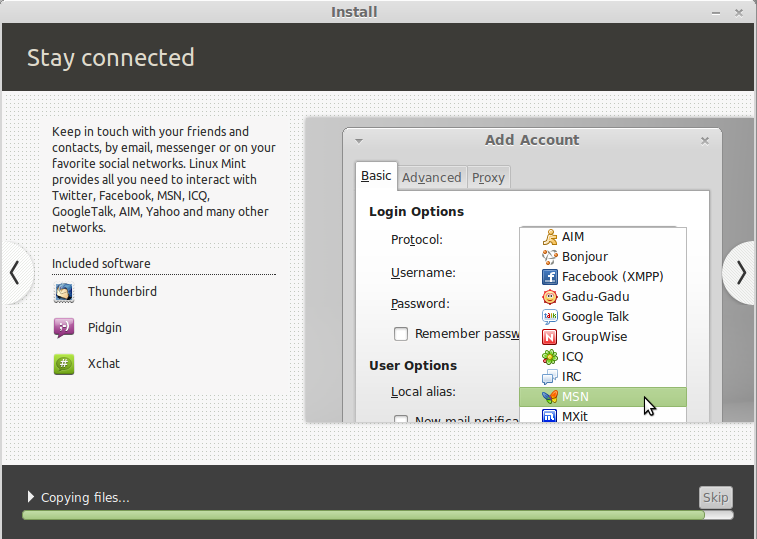 Install
Stay connected
Keep in touch with your friends and
contacts, by email, messenger or on your
favorite social networks. Linux Mint
provides all you need to interact with
Twitter, Facebook, MSN, ICQ,
GoogleTalk, AIM, Yahoo and many other
networks.
Included software
Thunderbird
Pidgin
Xchat
Add Account
Basic Advanced Proxy
Login Options
Protocol:
Username:
Password:
Remember passw
User Options
Local alias:
New mail notifica
AIM
Bonjour
Facebook (XMPP)
Gadu-Gadu
talk Google Talk
N GroupWise
ICQ
IRC
MSN
MXit
Copying files...
Skip